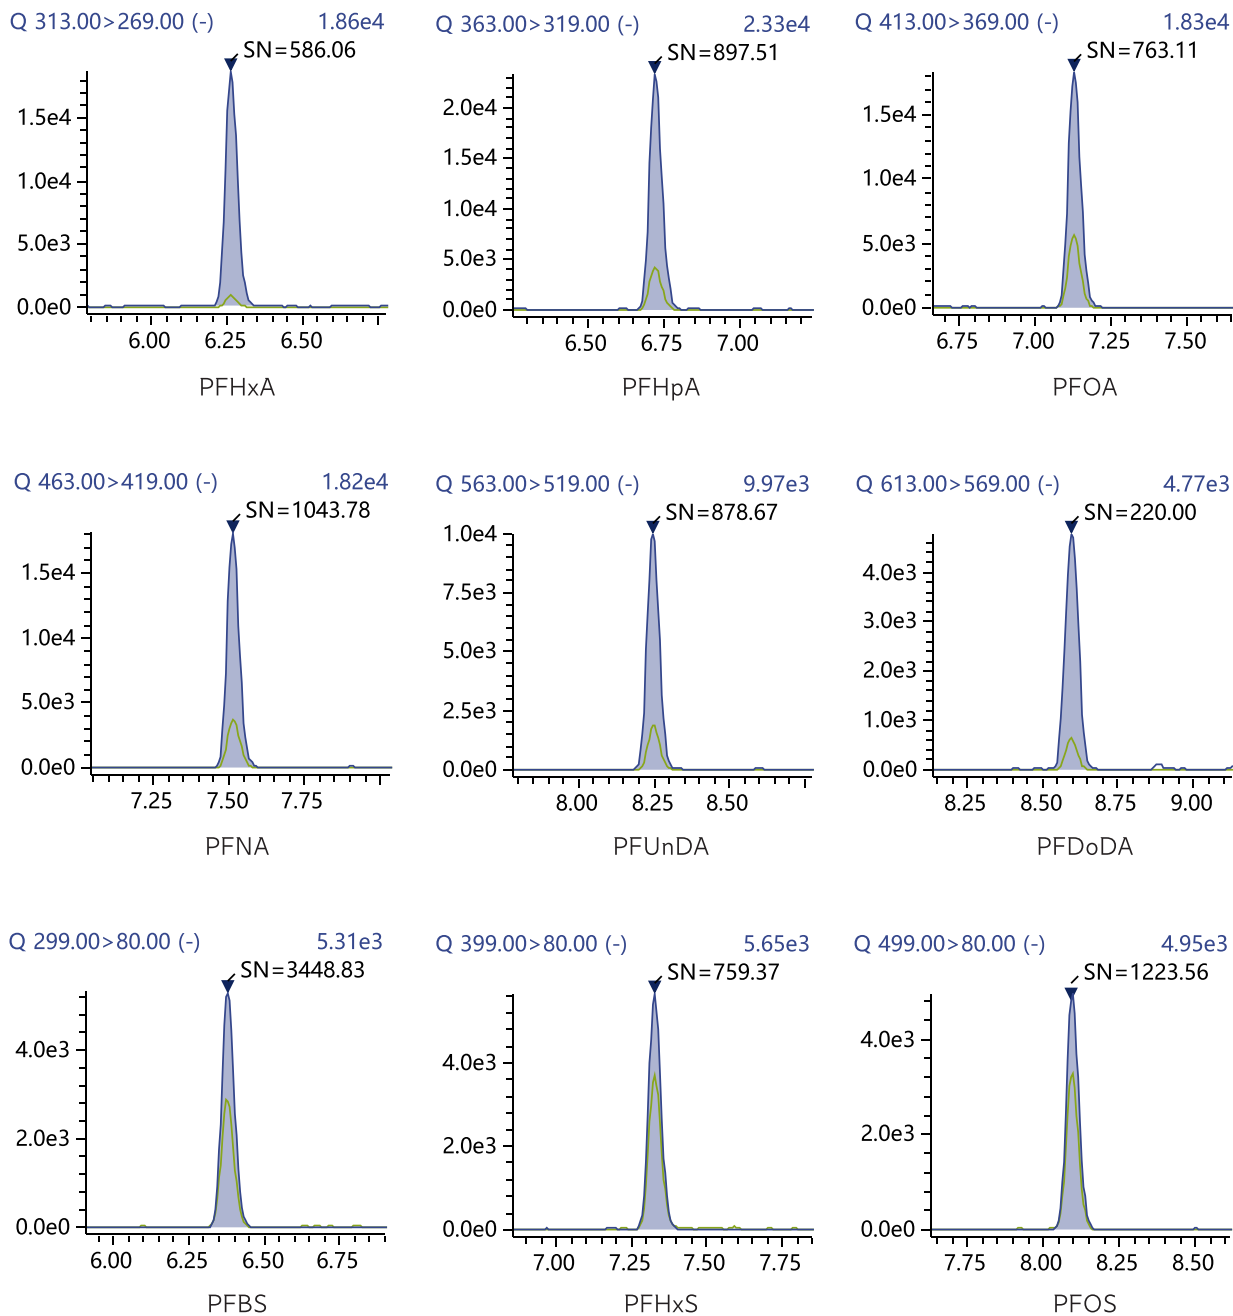 Q 313.00>269.00 (-) 1.86e4
SN=586.06
1.5e4
1.0e4
5.0e3
0.0e0
6.00 6.25 6.50
PFHxA
Q 363.00>319.00 (-) 2.33e4
SN=897.51
2.0e4
1.5e4
1.0e4
5.0e3
0.0e0
6.50 6.75 7.00
PFHpA
Q 413.00>369.00 (-) 1.83e4
SN=763.11
1.5e4
1.0e4
5.0e3
0.0e0
6.75 7.00 7.25 7.50
PFOA
Q 463.00>419.00 (-) 1.82e4
SN=1043.78
1.5e4
1.0e4
5.0e3
0.0e0
7.25 7.50 7.75
PFNA
Q 563.00>519.00 (-) 9.97e3
SN=878.67
1.0e4
7.5e3
5.0e3
2.5e3
0.0e0
8.00 8.25 8.50
PFUnDA
Q 613.00>569.00 (-) 4.77e3
SN=220.00
4.0e3
3.0e3
2.0e3
1.0e3
0.0e0
8.25 8.50 8.75 9.00
PFDoDA
Q 299.00>80.00 (-) 5.31e3
SN=3448.83
4.0e3
2.0e3
0.0e0
6.00 6.25 6.50 6.75
PFBS
Q 399.00>80.00 (-) 5.65e3
SN=759.37
4.0e3
2.0e3
0.0e0
7.00 7.25 7.50 7.75
PFHxS
Q 499.00>80.00 (-) 4.95e3
SN=1223.56
4.0e3
2.0e3
0.0e0
7.75 8.00 8.25 8.50
PFOS